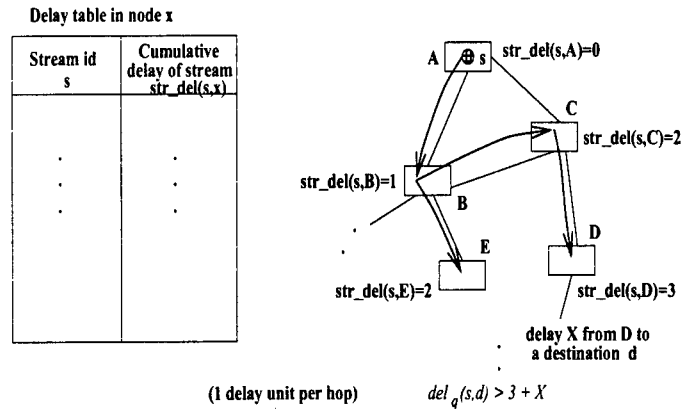 Delay table in node x
Stream id
s
Cumulative
delay of stream
str_del(s,x)
A
s
str_del(s,A)=0
C
str_del(s,C)=2
str_del(s,B)=1
B
E
D
str_del(s,E)=2
str_del(s,D)=3
delay X from D to
a destination d
(1 delay unit per hop)
del q(s,d) > 3 + X